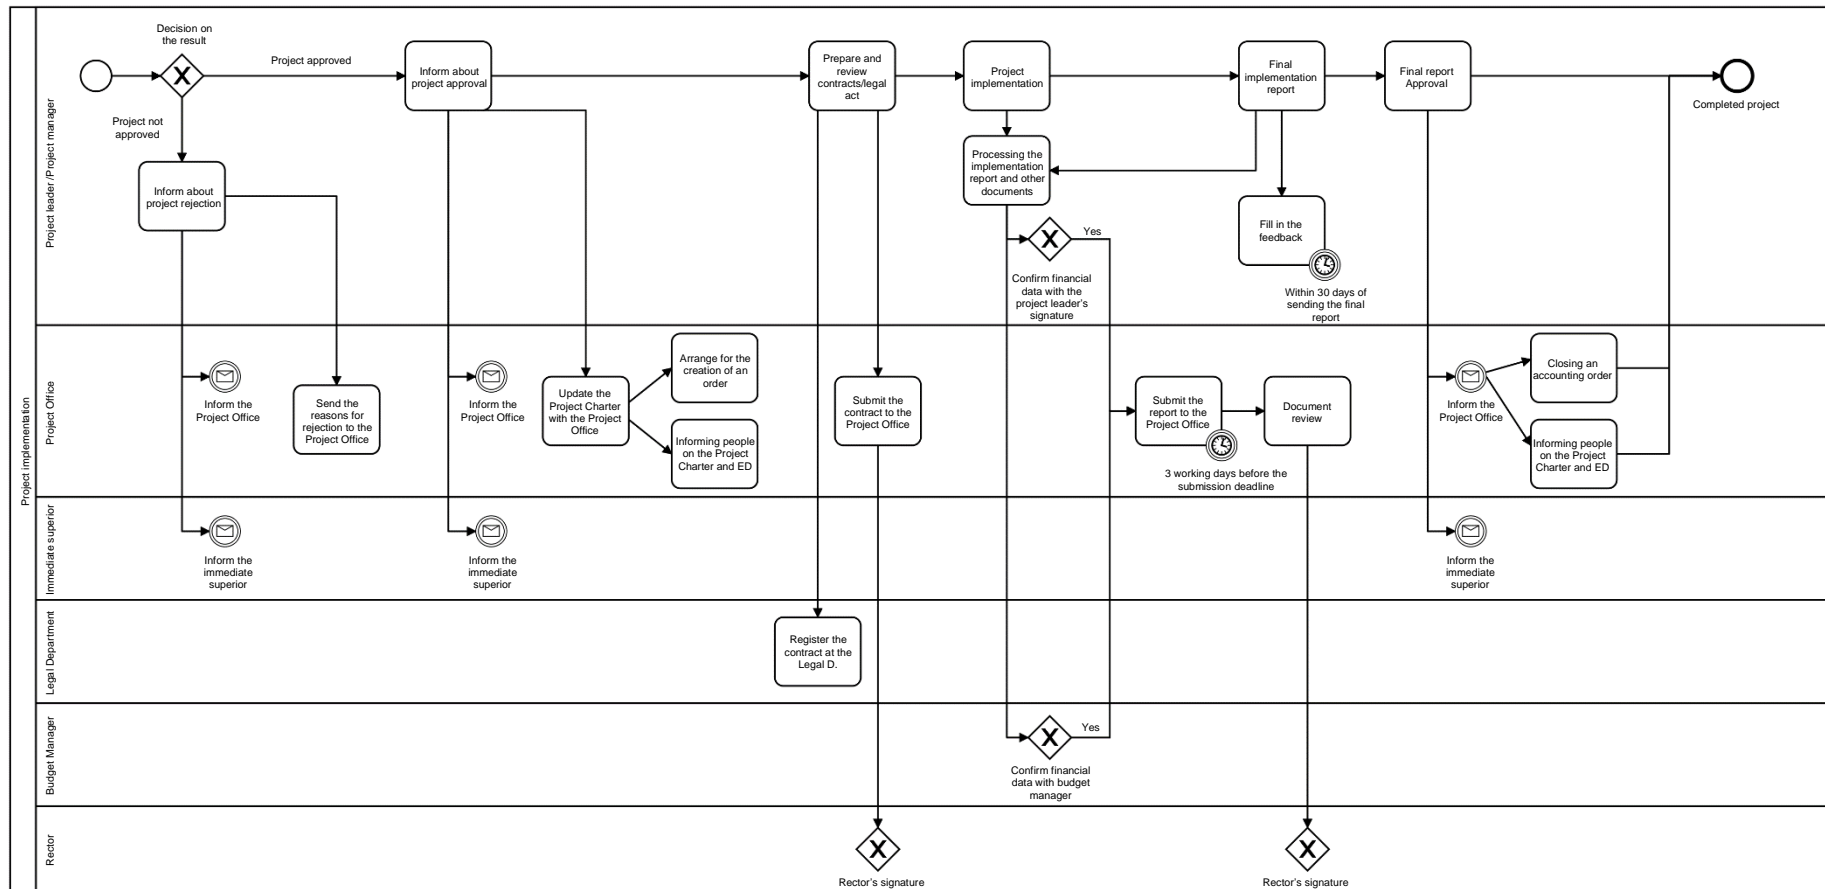 Project implementation
Project leader /Project manager
Decision on
the result
Project approved
Project not
approved
Inform about
project rejection
Inform about
project approval
Prepare and
review
contracts/legal
act
Project
implementation
Processing the
implementation
report and other
documents
Yes
Confirm financial
data with the
project leader's
signature
Final
implementation
report
Fill in the
feedback
Within 30 days of
sending the final
report
Final report
Approval
Completed project
Project Office
Inform the
Project Office
Send the
reasons for
rejection to the
Project Office
Inform the
Project Office
Update the
Project Charter
with the Project
Office
Arrange for the
creation of an
order
Informing people
on the Project
Charter and ED
Submit the
contract to the
Project Office
Submit the
report to the
Project Office
3 working days before the
submission deadline
Document
review
Inform the
Project Office
Closing an
accounting order
Informing people
on the Project
Charter and ED
Immediate superior
Inform the
immediate
superior
Inform the
immediate
superior
Inform the
immediate
superior
Legal Department
Register the
contract at the
Legal D.
Budget Manager
Yes
Confirm financial
data with budget
manager
Rector
Rector's signature
Rector's signature